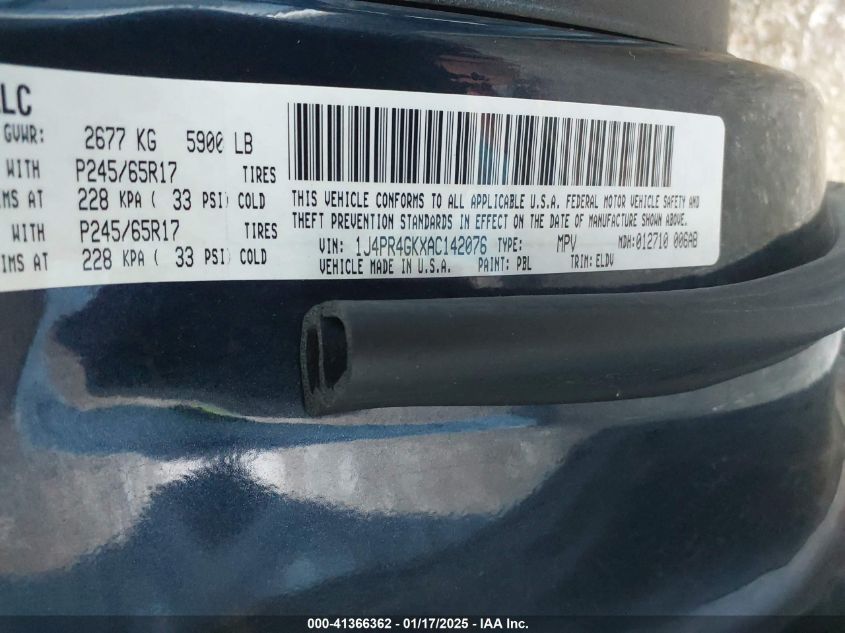 LC
GVWR: 2677 KG 5900 LB
WITH P245/65R17 TIRES
IMS AT 228 KPA ( 33 PSI) COLD
WITH P245/65R17 TIRES
IMS AT 228 KPA ( 33 PSI) COLD
THIS VEHICLE CONFORMS TO ALL APPLICABLE U.S.A. FEDERAL MOTOR VEHICLE SAFETY AND
THEFT PREVENTION STANDARDS IN EFFECT ON THE DATE OF MANUFACTURE SHOWN ABOVE.
VIN: 1J4PR4GKXAC142076 TYPE: MPV MDH:012710 006AB
VEHICLE MADE IN U.S.A. PAINT: PBL TRIM: ELDV
000-41366362 - 01/17/2025 - IAA Inc.